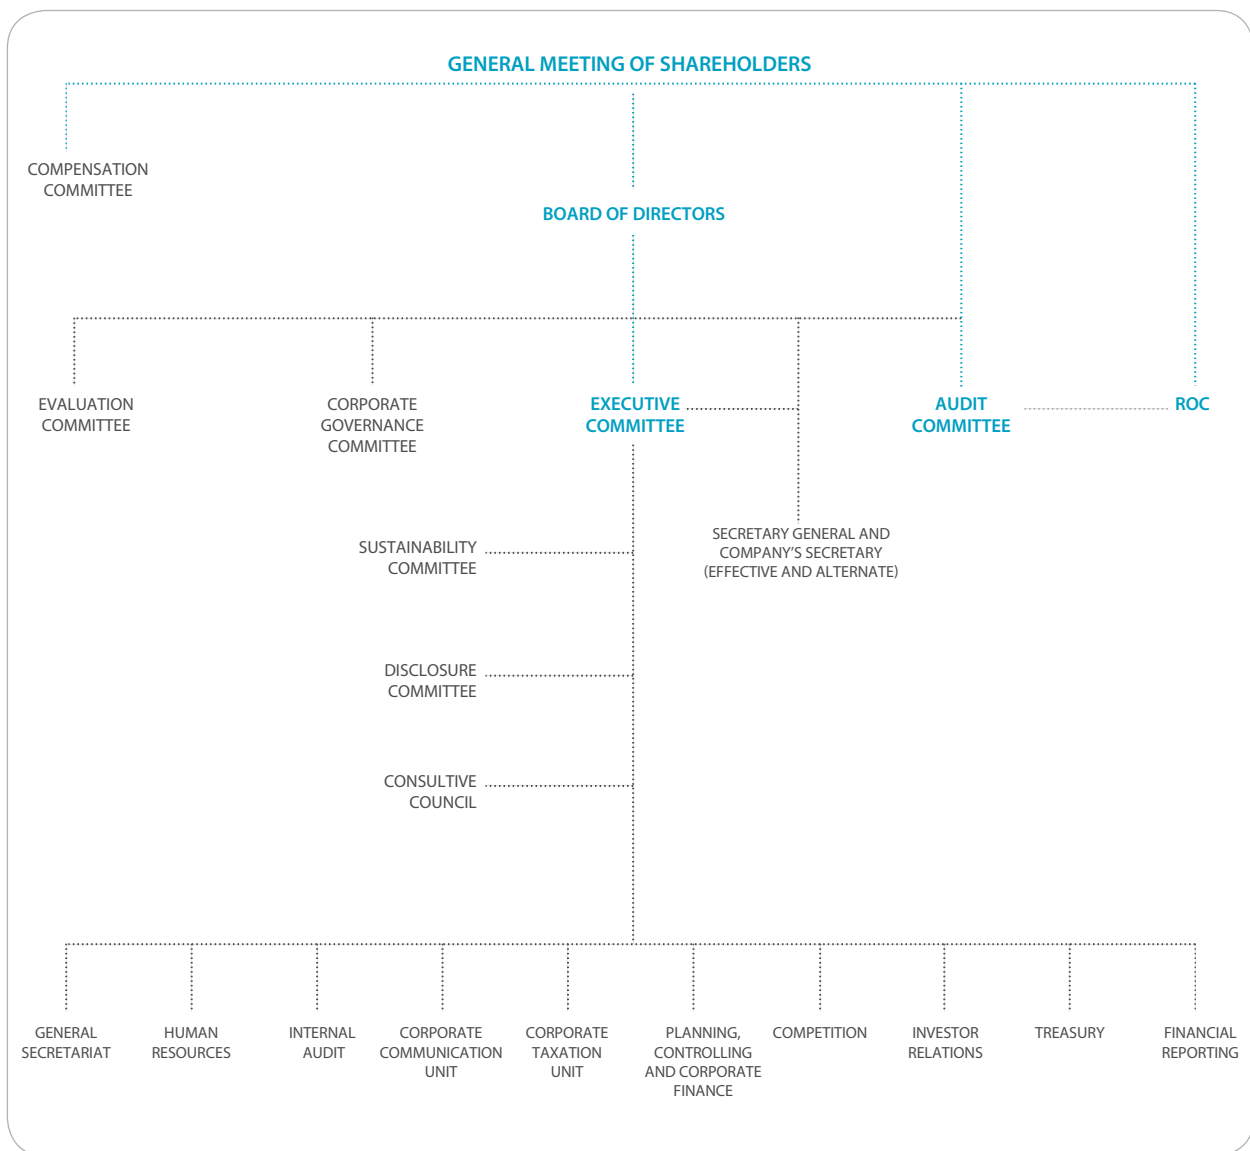 GENERAL MEETING OF SHAREHOLDERS
COMPENSATION
COMMITTEE
BOARD OF DIRECTORS
EVALUATION
COMMITTEE
CORPORATE
GOVERNANCE
COMMITTEE
EXECUTIVE
COMMITTEE
AUDIT
COMMITTEE
ROC
SUSTAINABILITY
COMMITTEE
SECRETARY GENERAL AND
COMPANY’S SECRETARY
(EFFECTIVE AND ALTERNATE)
DISCLOSURE
COMMITTEE
CONSULTIVE
COUNCIL
GENERAL
SECRETARIAT
HUMAN
RESOURCES
INTERNAL
AUDIT
CORPORATE
COMMUNICATION
UNIT
CORPORATE
TAXATION
UNIT
PLANNING,
CONTROLLING
AND CORPORATE
FINANCE
COMPETITION
INVESTOR
RELATIONS
TREASURY
FINANCIAL
REPORTING